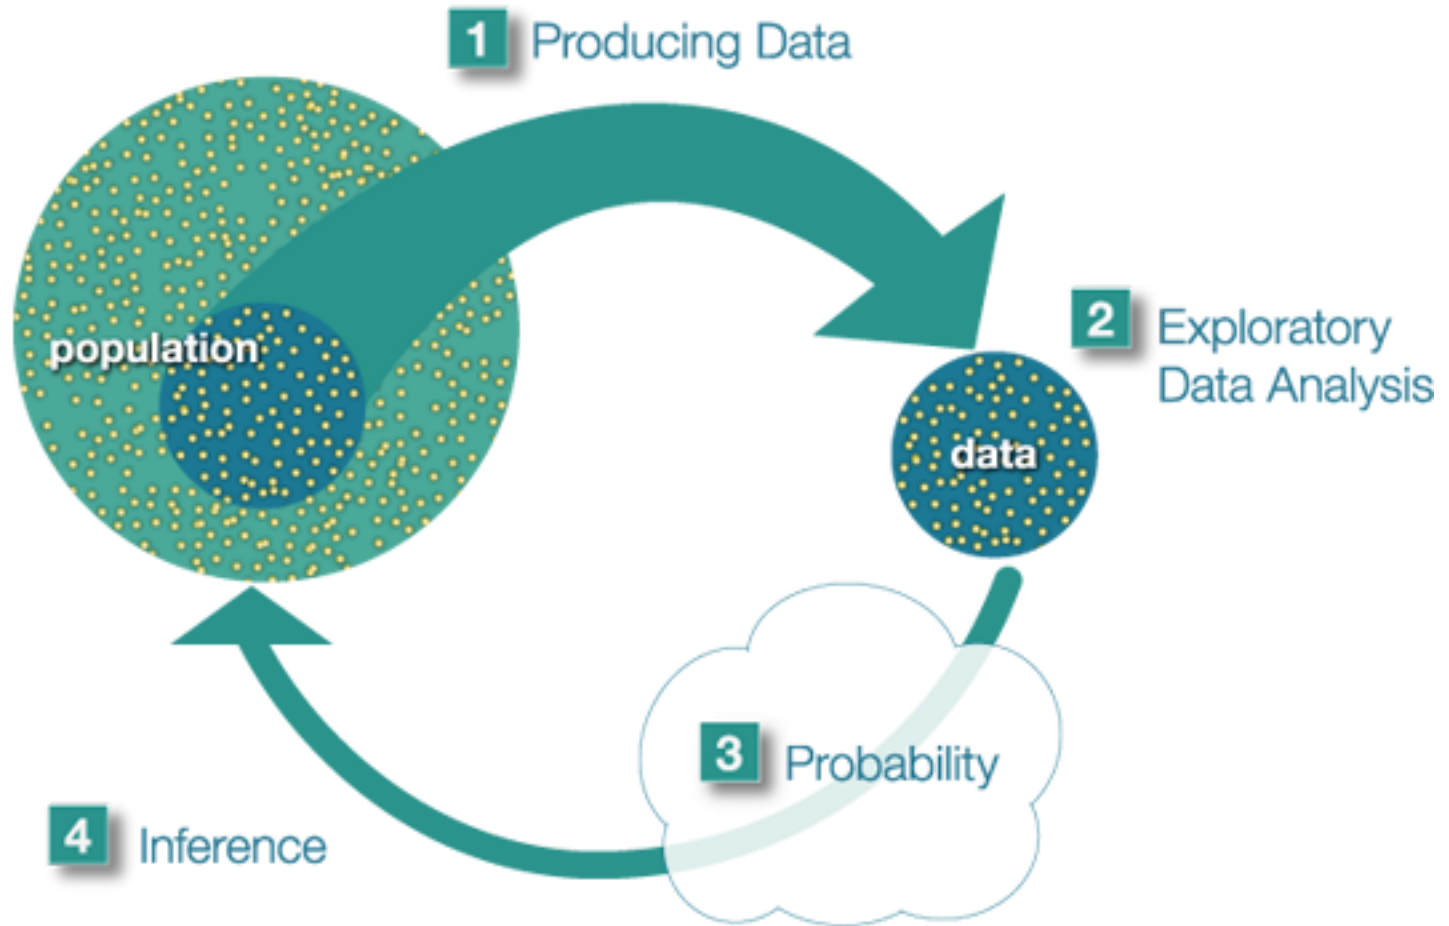 1 Producing Data
population
2 Exploratory
Data Analysis
data
3 Probability
4 Inference